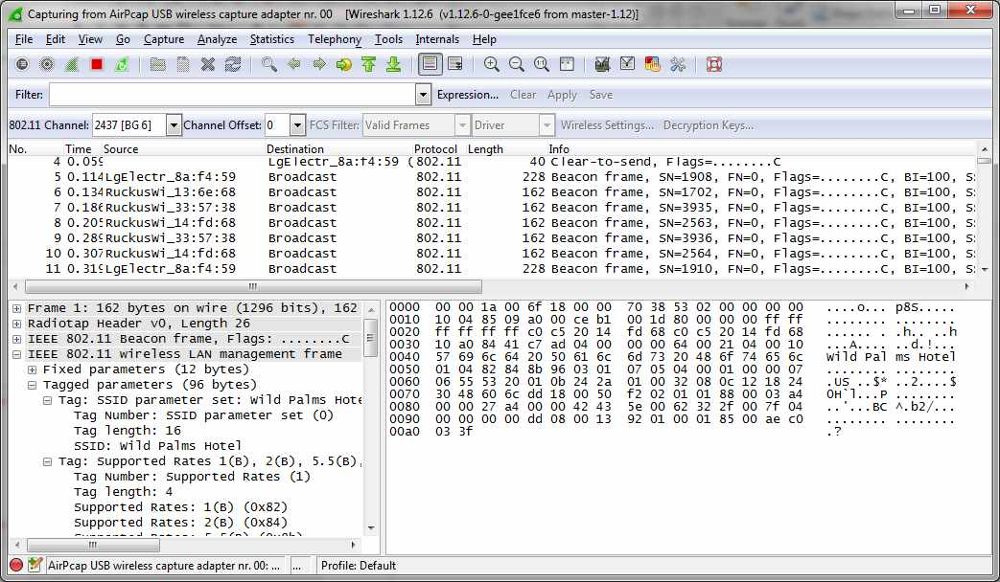 Capturing from AirPcap USB wireless capture adapter nr. 00 [Wireshark 1.12.6 (v1.12.6-0-gee1fce6 from master-1.12)]
File Edit View Go Capture Analyze Statistics Telephony Tools Internals Help
Filter: Expression... Clear Apply Save
802.11 Channel: 2437 [BG 6] Channel Offset: 0 FCS Filter: Valid Frames Driver Wireless Settings... Decryption Keys...
No. Time Source Destination Protocol Length Info
4 0.059 LgElectr_8a:f4:59 ( 802.11 40 Clear-to-send, Flags=........C
5 0.114 LgElectr_8a:f4:59 Broadcast 802.11 228 Beacon frame, SN=1908, FN=0, Flags=........C, BI=100, S
6 0.134 RuckusWi_13:6e:68 Broadcast 802.11 162 Beacon frame, SN=1702, FN=0, Flags=........C, BI=100, S
7 0.186 RuckusWi_33:57:38 Broadcast 802.11 162 Beacon frame, SN=3935, FN=0, Flags=........C, BI=100, S
8 0.205 RuckusWi_14:fd:68 Broadcast 802.11 162 Beacon frame, SN=2563, FN=0, Flags=........C, BI=100, S
9 0.289 RuckusWi_33:57:38 Broadcast 802.11 162 Beacon frame, SN=3936, FN=0, Flags=........C, BI=100, S
10 0.307 RuckusWi_14:fd:68 Broadcast 802.11 162 Beacon frame, SN=2564, FN=0, Flags=........C, BI=100, S
11 0.319 LgElectr_8a:f4:59 Broadcast 802.11 228 Beacon frame, SN=1910, FN=0, Flags=........C, BI=100, S
Frame 1: 162 bytes on wire (1296 bits), 162
Radiotap Header v0, Length 26
IEEE 802.11 Beacon frame, Flags: ........C
IEEE 802.11 wireless LAN management frame
Fixed parameters (12 bytes)
Tagged parameters (96 bytes)
Tag: SSID parameter set: Wild Palms Hote
Tag Number: SSID parameter set (0)
Tag length: 16
SSID: Wild Palms Hotel
Tag: Supported Rates 1(B), 2(B), 5.5(B),
Tag Number: Supported Rates (1)
Tag length: 4
Supported Rates: 1(B) (0x82)
Supported Rates: 2(B) (0x84)
Supported Rates: 5.5(B) (0x8b)
0000 00 00 1a 00 6f 18 00 00 70 38 53 02 00 00 00 00 ....o... p8S.....
0010 10 04 85 09 a0 00 ce b1 00 1d 80 00 00 00 ff ff ........ ........
0020 ff ff ff ff c0 c5 20 14 fd 68 c0 c5 20 14 fd 68 ...... . .h.. ..h
0030 10 a0 84 41 c7 ad 04 00 00 00 64 00 21 04 00 10 ...A.... ..d.!...
0040 57 69 6c 64 20 50 61 6c 6d 73 20 48 6f 74 65 6c Wild Pal ms Hotel
0050 01 04 82 84 8b 96 03 01 07 05 04 00 01 00 00 07 ........ ........
0060 06 55 53 20 01 0b 24 2a 01 00 32 08 0c 12 18 24 .US ..$* ..2....$
0070 30 48 60 6c dd 18 00 50 f2 02 01 01 88 00 03 a4 0H`l...P ........
0080 00 00 27 a4 00 00 42 43 5e 00 62 32 2f 00 7f 04 ..'...BC ^.b2/...
0090 00 00 00 00 dd 08 00 13 92 01 00 01 85 00 ae c0 ........ ........
00a0 03 3f .?
AirPcap USB wireless capture adapter nr. 00: ... ... Profile: Default